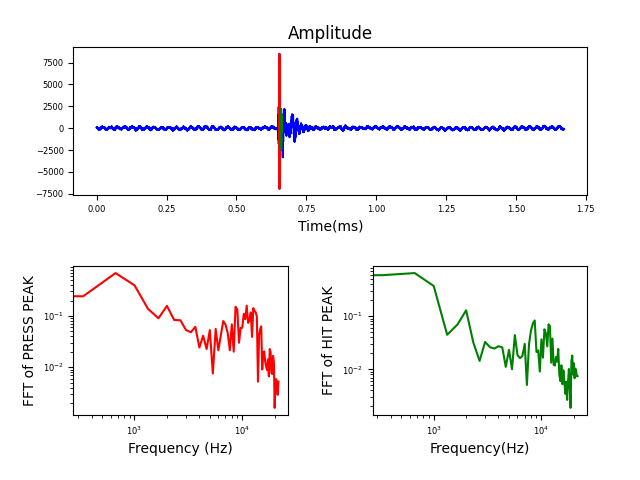 Amplitude
7500
5000
2500
0
−2500
−5000
−7500
0.00 0.25 0.50 0.75 1.00 1.25 1.50 1.75
Time(ms)
FFT of PRESS PEAK
10⁻¹
10⁻²
10³ 10⁴
Frequency (Hz)
FFT of HIT PEAK
10⁻¹
10⁻²
10³ 10⁴
Frequency(Hz)